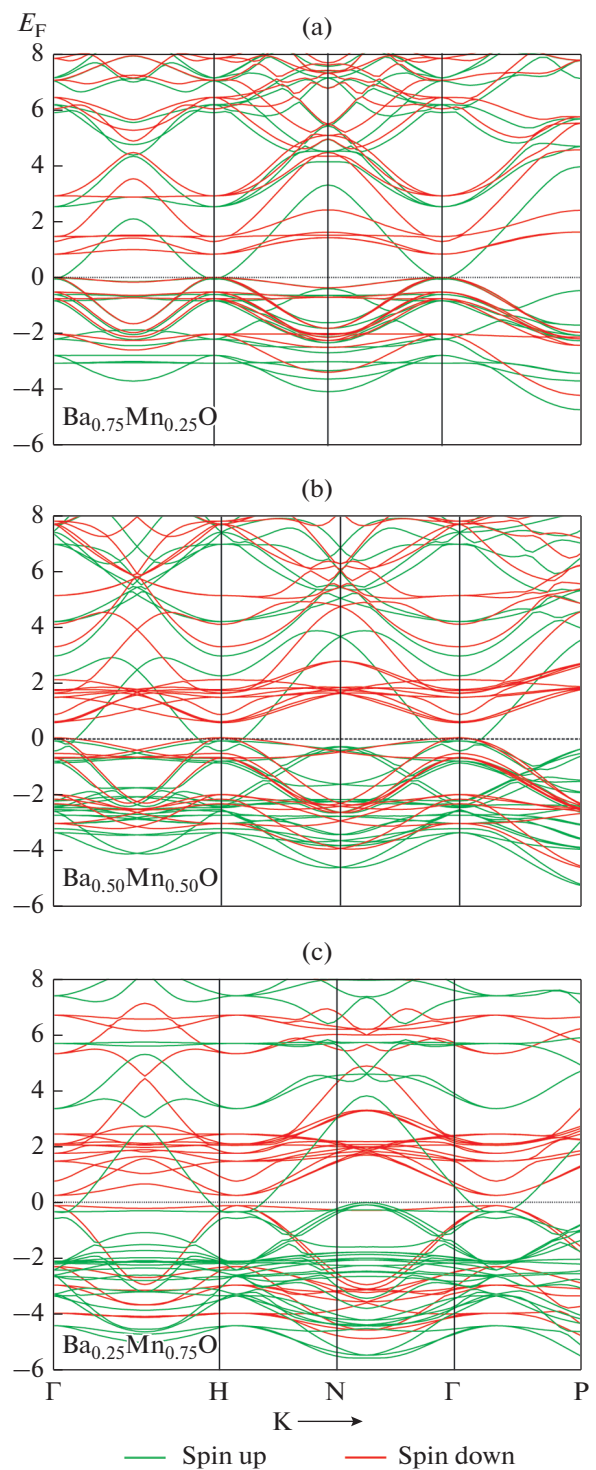 E_F
(a)
8
6
4
2
0
−2
−4
−6
Ba0.75Mn0.25O
(b)
8
6
4
2
0
−2
−4
−6
Ba0.50Mn0.50O
(c)
8
6
4
2
0
−2
−4
−6
Ba0.25Mn0.75O
Γ H N Γ P
K ⟶
Spin up Spin down